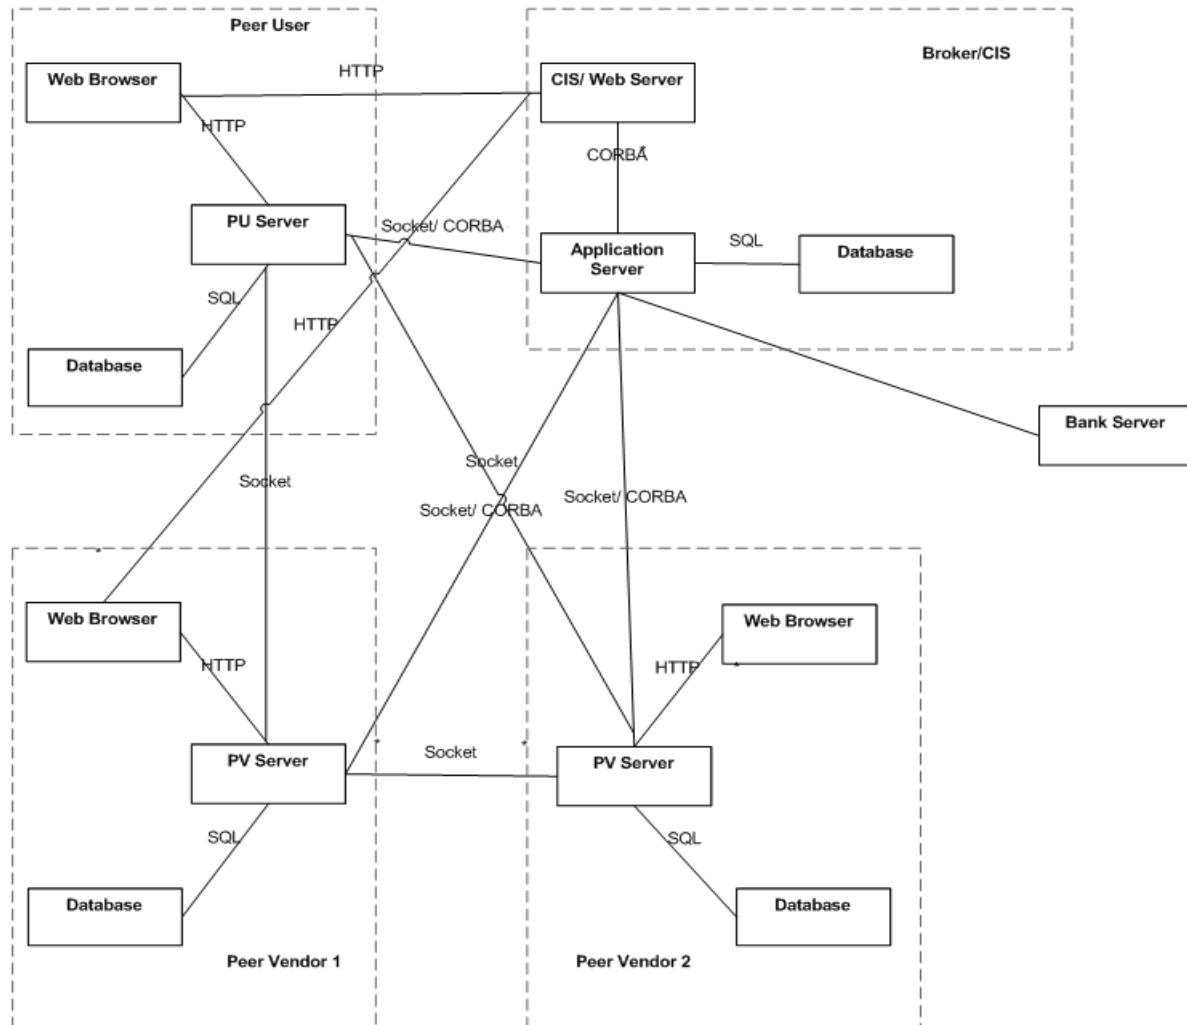 Peer User
Broker/CIS
Web Browser
HTTP
CIS/ Web Server
HTTP
CORBA
PU Server
Socket/ CORBA
Application
Server
SQL
Database
SQL
HTTP
Database
Bank Server
Socket
Socket
Socket/ CORBA
Socket/ CORBA
Web Browser
Web Browser
HTTP
HTTP
PV Server
Socket
PV Server
SQL
SQL
Database
Database
Peer Vendor 1
Peer Vendor 2